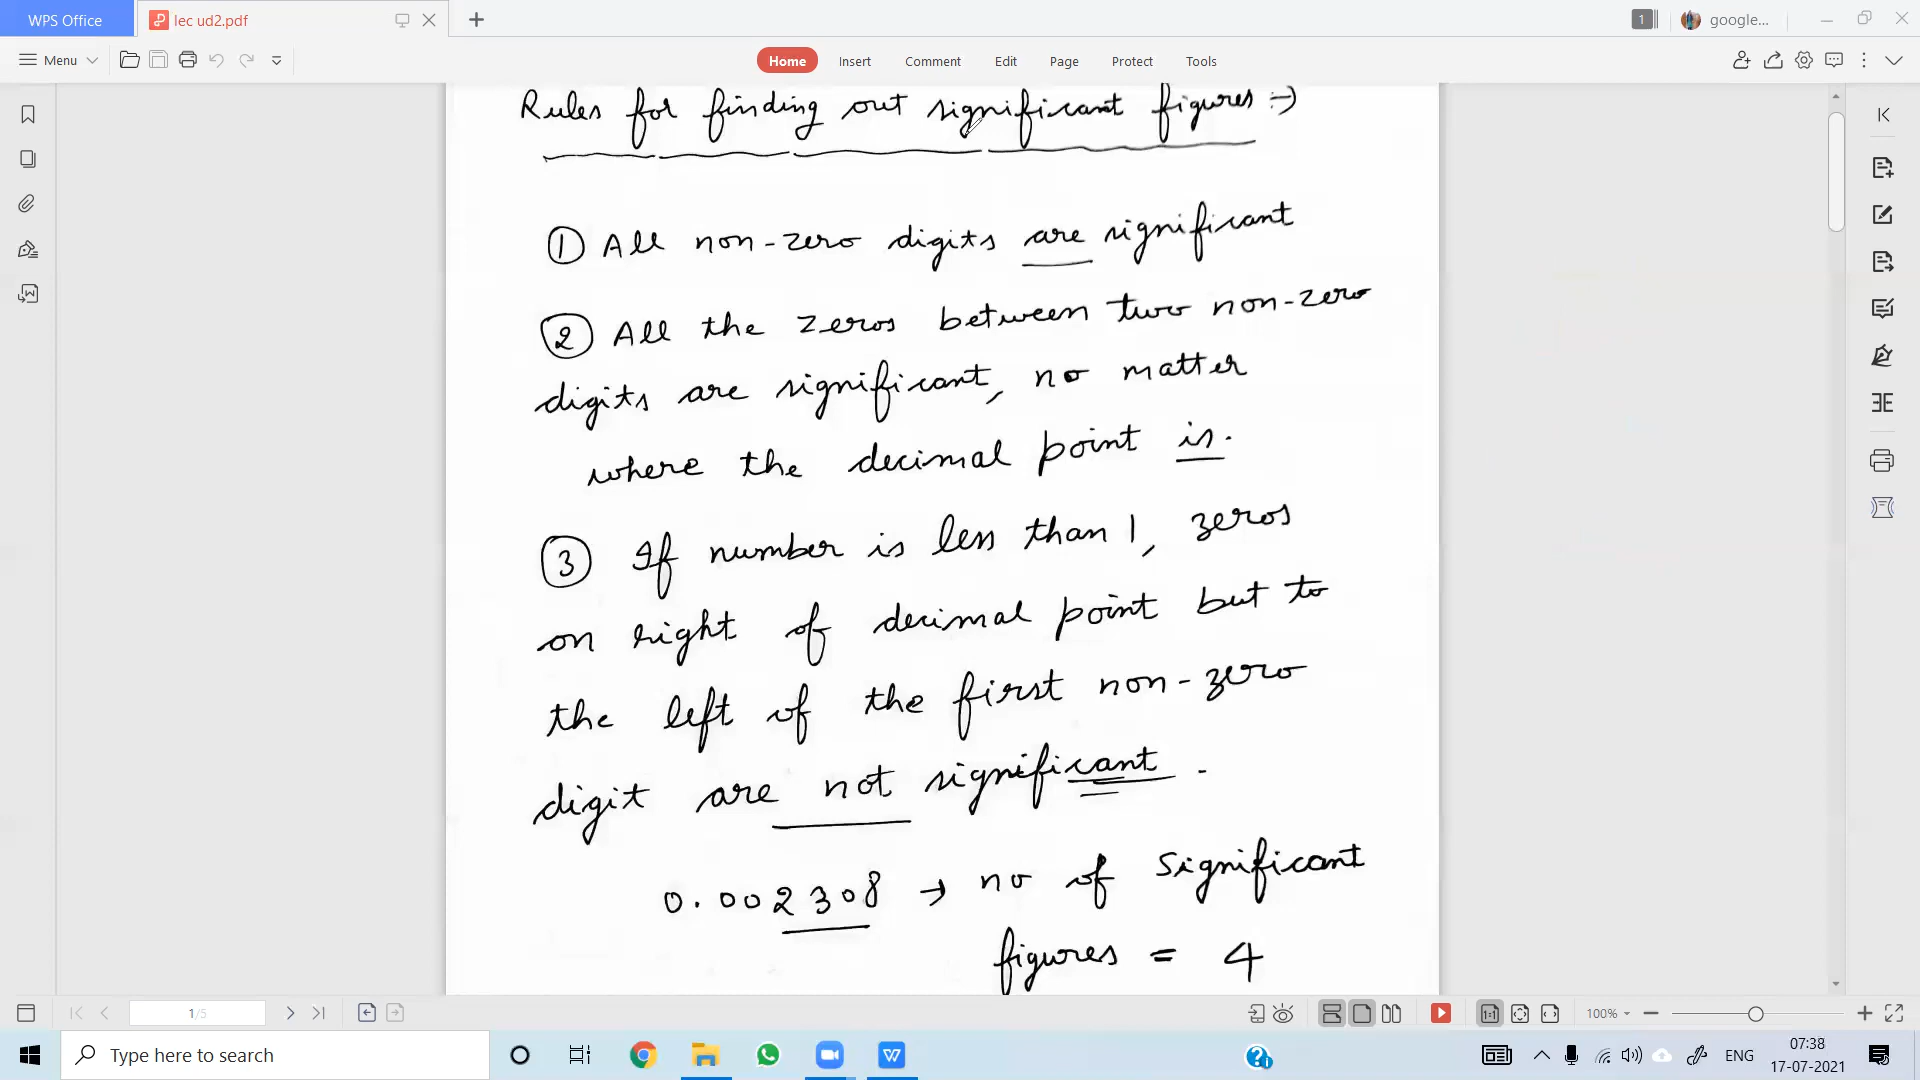 WPS Office
lec ud2.pdf
1
google...
Menu
Home Insert Comment Edit Page Protect Tools
Rules for finding out significant figures :→
① All non-zero digits are significant
② All the zeros between two non-zero
digits are significant, no matter
where the decimal point is.
③ If number is less than 1, zeros
on right of decimal point but to
the left of the first non-zero
digit are not significant.
0.002308 → no of significant
figures = 4
1/5
1:1
100%
Type here to search
ENG
07:38
17-07-2021